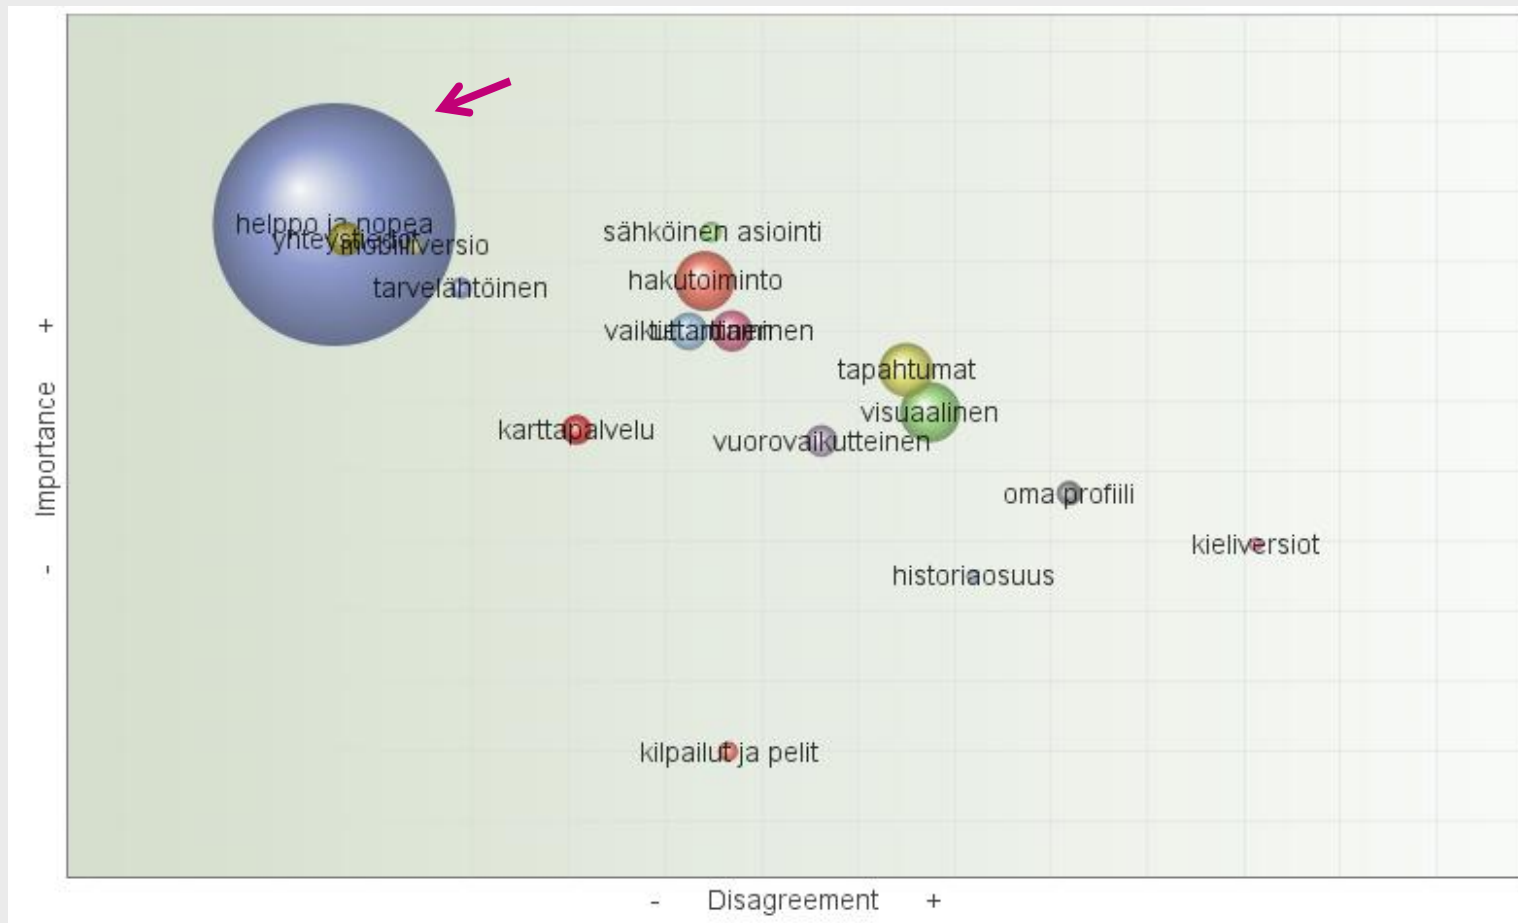 helppo ja nopea
yhteystiedot
mobiiliversio
tarvelähtöinen
sähköinen asiointi
hakutoiminto
tapahtumat
visuaalinen
vuorovaikutteinen
karttapalvelu
oma profiili
kieliversiot
historiaosuus
kilpailut ja pelit
- Importance +
- Disagreement +